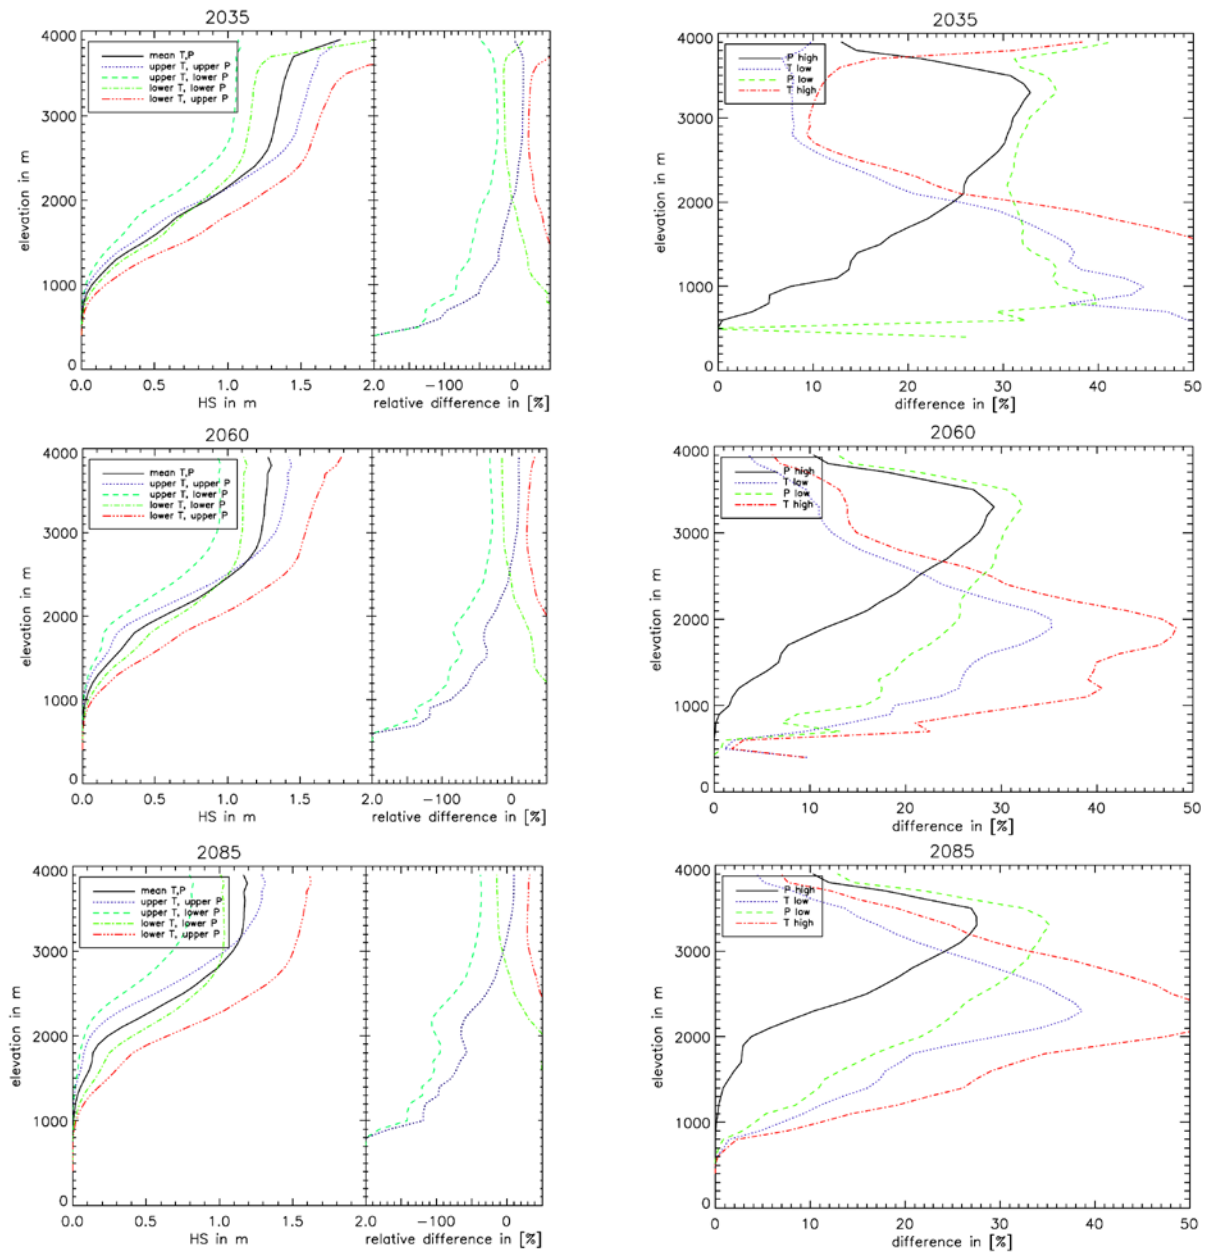 2035
4000
3000
2000
1000
0
elevation in m
mean T,P
upper T, upper P
upper T, lower P
lower T, lower P
lower T, upper P
0.0 0.5 1.0 1.5 2.0 -100 0
HS in m relative difference in [%]
2035
4000
3000
2000
1000
0
elevation in m
P high
T low
P low
T high
0 10 20 30 40 50
difference in [%]
2060
4000
3000
2000
1000
0
elevation in m
mean T,P
upper T, upper P
upper T, lower P
lower T, lower P
lower T, upper P
0.0 0.5 1.0 1.5 2.0 -100 0
HS in m relative difference in [%]
2060
4000
3000
2000
1000
0
elevation in m
P high
T low
P low
T high
0 10 20 30 40 50
difference in [%]
2085
4000
3000
2000
1000
0
elevation in m
mean T,P
upper T, upper P
upper T, lower P
lower T, lower P
lower T, upper P
0.0 0.5 1.0 1.5 2.0 -100 0
HS in m relative difference in [%]
2085
4000
3000
2000
1000
0
elevation in m
P high
T low
P low
T high
0 10 20 30 40 50
difference in [%]